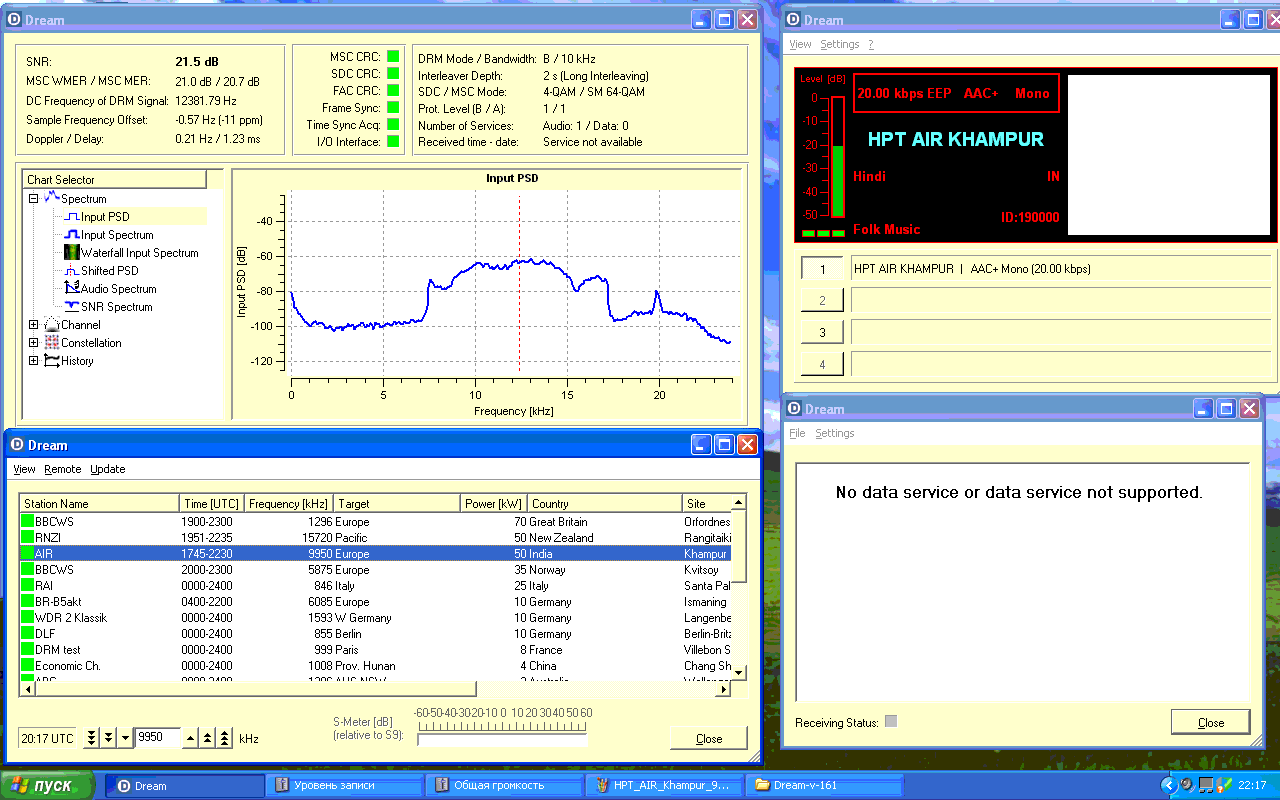 Dream
SNR: 21.5 dB
MSC WMER / MSC MER: 21.0 dB / 20.7 dB
DC Frequency of DRM Signal: 12381.79 Hz
Sample Frequency Offset: -0.57 Hz (-11 ppm)
Doppler / Delay: 0.21 Hz / 1.23 ms
MSC CRC:
SDC CRC:
FAC CRC:
Frame Sync:
Time Sync Acq:
I/O Interface:
DRM Mode / Bandwidth: B / 10 kHz
Interleaver Depth: 2 s (Long Interleaving)
SDC / MSC Mode: 4-QAM / SM 64-QAM
Prot. Level (B / A): 1 / 1
Number of Services: Audio: 1 / Data: 0
Received time - date: Service not available
Chart Selector
Spectrum
Input PSD
Input Spectrum
Waterfall Input Spectrum
Shifted PSD
Audio Spectrum
SNR Spectrum
Channel
Constellation
History
Input PSD
Input PSD [dB]
-40
-60
-80
-100
-120
0 5 10 15 20
Frequency [kHz]
Dream
View Settings ?
Level [dB]
0
-10
-20
-30
-40
-50
20.00 kbps EEP AAC+ Mono
HPT AIR KHAMPUR
Hindi IN
ID:190000
Folk Music
1 HPT AIR KHAMPUR | AAC+ Mono (20.00 kbps)
2
3
4
Dream
View Remote Update
Station Name Time [UTC] Frequency [kHz] Target Power [kW] Country Site
BBCWS 1900-2300 1296 Europe 70 Great Britain Orfordnes
RNZI 1951-2235 15720 Pacific 50 New Zealand Rangitaiki
AIR 1745-2230 9950 Europe 50 India Khampur
BBCWS 2000-2300 5875 Europe 35 Norway Kvitsoy
RAI 0000-2400 846 Italy 25 Italy Santa Pal
BR-B5akt 0400-2200 6085 Europe 10 Germany Ismaning
WDR 2 Klassik 0000-2400 1593 W Germany 10 Germany Langenbe
DLF 0000-2400 855 Berlin 10 Germany Berlin-Britz
DRM test 0000-2400 999 Paris 8 France Villebon S
Economic Ch. 0000-2400 1008 Prov. Hunan 4 China Chang Sh
20:17 UTC 9950 kHz
S-Meter [dB]
(relative to S9):
-60-50-40-30-20-10 0 10 20 30 40 50 60
Close
Dream
File Settings
No data service or data service not supported.
Receiving Status:
Close
пуск
Dream
Уровень записи
Общая громкость
HPT_AIR_Khampur_9...
Dream-v-161
22:17